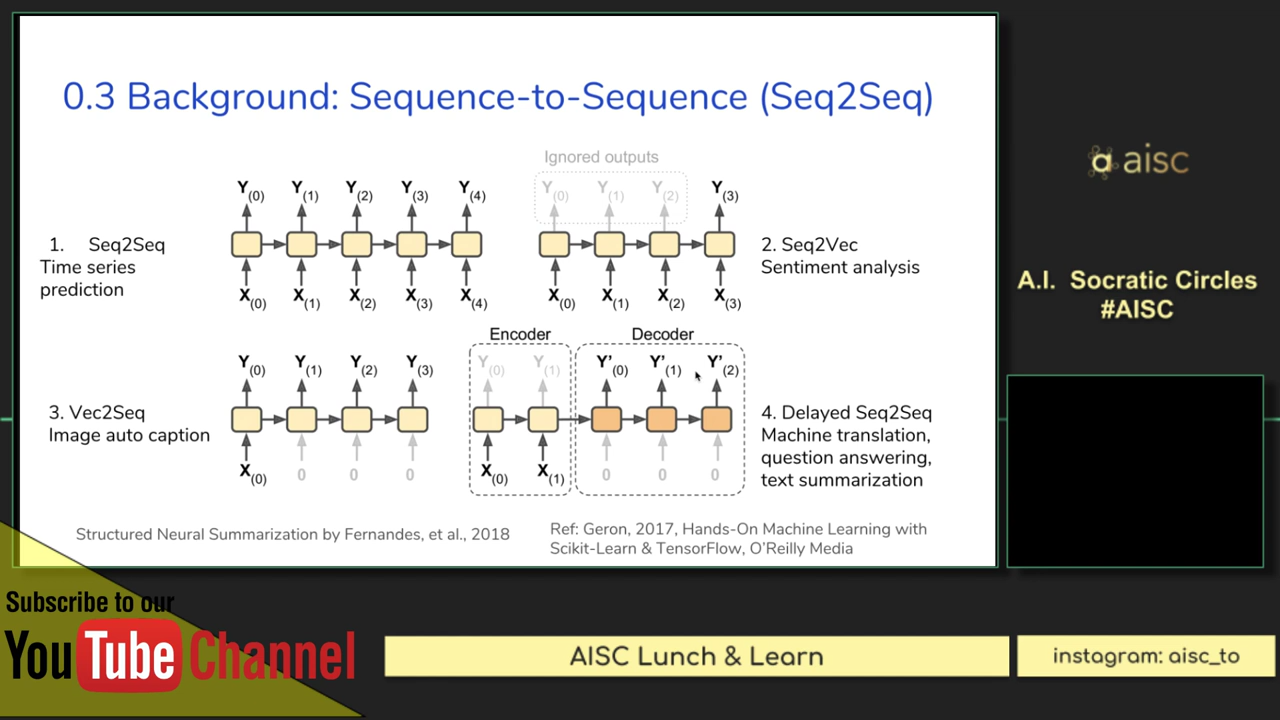 0.3 Background: Sequence-to-Sequence (Seq2Seq)
Ignored outputs
Y(0) Y(1) Y(2) Y(3) Y(4)
Y(0) Y(1) Y(2) Y(3)
1. Seq2Seq
Time series
prediction
2. Seq2Vec
Sentiment analysis
X(0) X(1) X(2) X(3) X(4)
X(0) X(1) X(2) X(3)
Encoder
Decoder
Y(0) Y(1) Y(2) Y(3)
Y(0) Y(1) Y'(0) Y'(1) Y'(2)
3. Vec2Seq
Image auto caption
4. Delayed Seq2Seq
Machine translation,
question answering,
text summarization
X(0) 0 0 0
X(0) X(1) 0 0 0
Structured Neural Summarization by Fernandes, et al., 2018
Ref: Geron, 2017, Hands-On Machine Learning with
Scikit-Learn & TensorFlow, O'Reilly Media
aisc
A.I. Socratic Circles
#AISC
Subscribe to our
YouTube Channel
AISC Lunch & Learn
instagram: aisc_to